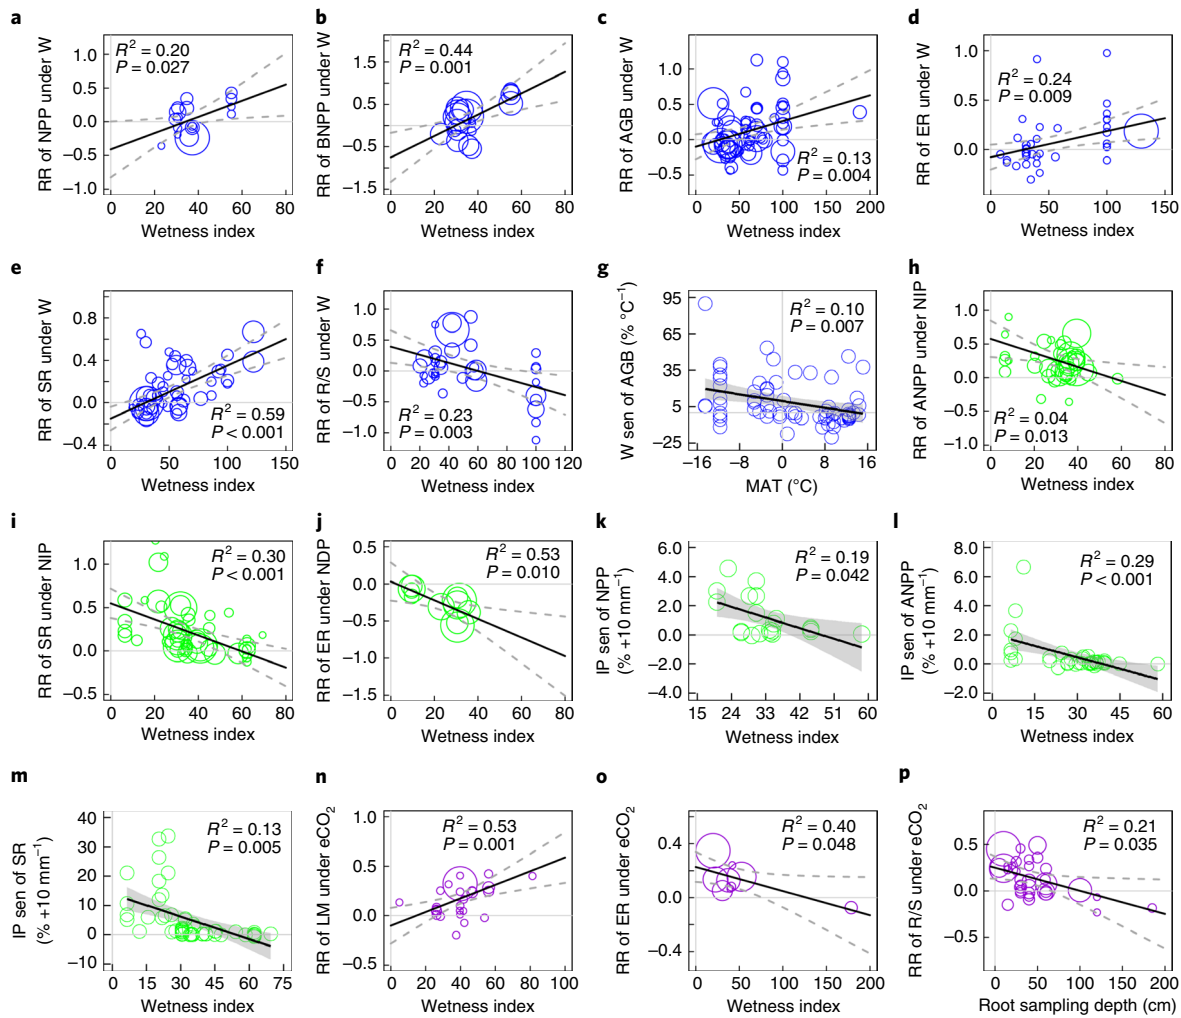 a
RR of NPP under W
1.0
0.5
0.0
−0.5
−1.0
R² = 0.20
P = 0.027
0 20 40 60 80
Wetness index
b
RR of BNPP under W
1.5
0.5
−0.5
−1.5
R² = 0.44
P = 0.001
0 20 40 60 80
Wetness index
c
RR of AGB under W
1.0
0.5
0.0
−0.5
R² = 0.13
P = 0.004
0 50 100 150 200
Wetness index
d
RR of ER under W
1.0
0.5
0.0
R² = 0.24
P = 0.009
0 50 100 150
Wetness index
e
RR of SR under W
0.8
0.4
0.0
−0.4
R² = 0.59
P < 0.001
0 50 100 150
Wetness index
f
RR of R/S under W
1.0
0.5
0.0
−0.5
−1.0
R² = 0.23
P = 0.003
0 20 40 60 80 100 120
Wetness index
g
W sen of AGB (% °C⁻¹)
95
65
35
5
−25
R² = 0.10
P = 0.007
−16 −8 0 8 16
MAT (°C)
h
RR of ANPP under NIP
1.0
0.5
0.0
−0.5
−1.0
R² = 0.04
P = 0.013
0 20 40 60 80
Wetness index
i
RR of SR under NIP
1.0
0.5
0.0
−0.5
R² = 0.30
P < 0.001
0 20 40 60 80
Wetness index
j
RR of ER under NDP
0.5
0.0
−0.5
−1.0
−1.5
R² = 0.53
P = 0.010
0 20 40 60 80
Wetness index
k
IP sen of NPP
(% +10 mm⁻¹)
6.0
4.0
2.0
0.0
−2.0
−4.0
R² = 0.19
P = 0.042
15 24 33 42 51 60
Wetness index
l
IP sen of ANPP
(% +10 mm⁻¹)
8.0
6.0
4.0
2.0
0.0
−2.0
R² = 0.29
P < 0.001
0 15 30 45 60
Wetness index
m
IP sen of SR
(% +10 mm⁻¹)
40
30
20
10
0
−10
R² = 0.13
P = 0.005
0 15 30 45 60 75
Wetness index
n
RR of LM under eCO₂
1.0
0.5
0.0
−0.5
R² = 0.53
P = 0.001
0 20 40 60 80 100
Wetness index
o
RR of ER under eCO₂
0.4
0.0
−0.4
R² = 0.40
P = 0.048
0 50 100 150 200
Wetness index
p
RR of R/S under eCO₂
0.5
0.0
−0.5
R² = 0.21
P = 0.035
0 50 100 150 200
Root sampling depth (cm)